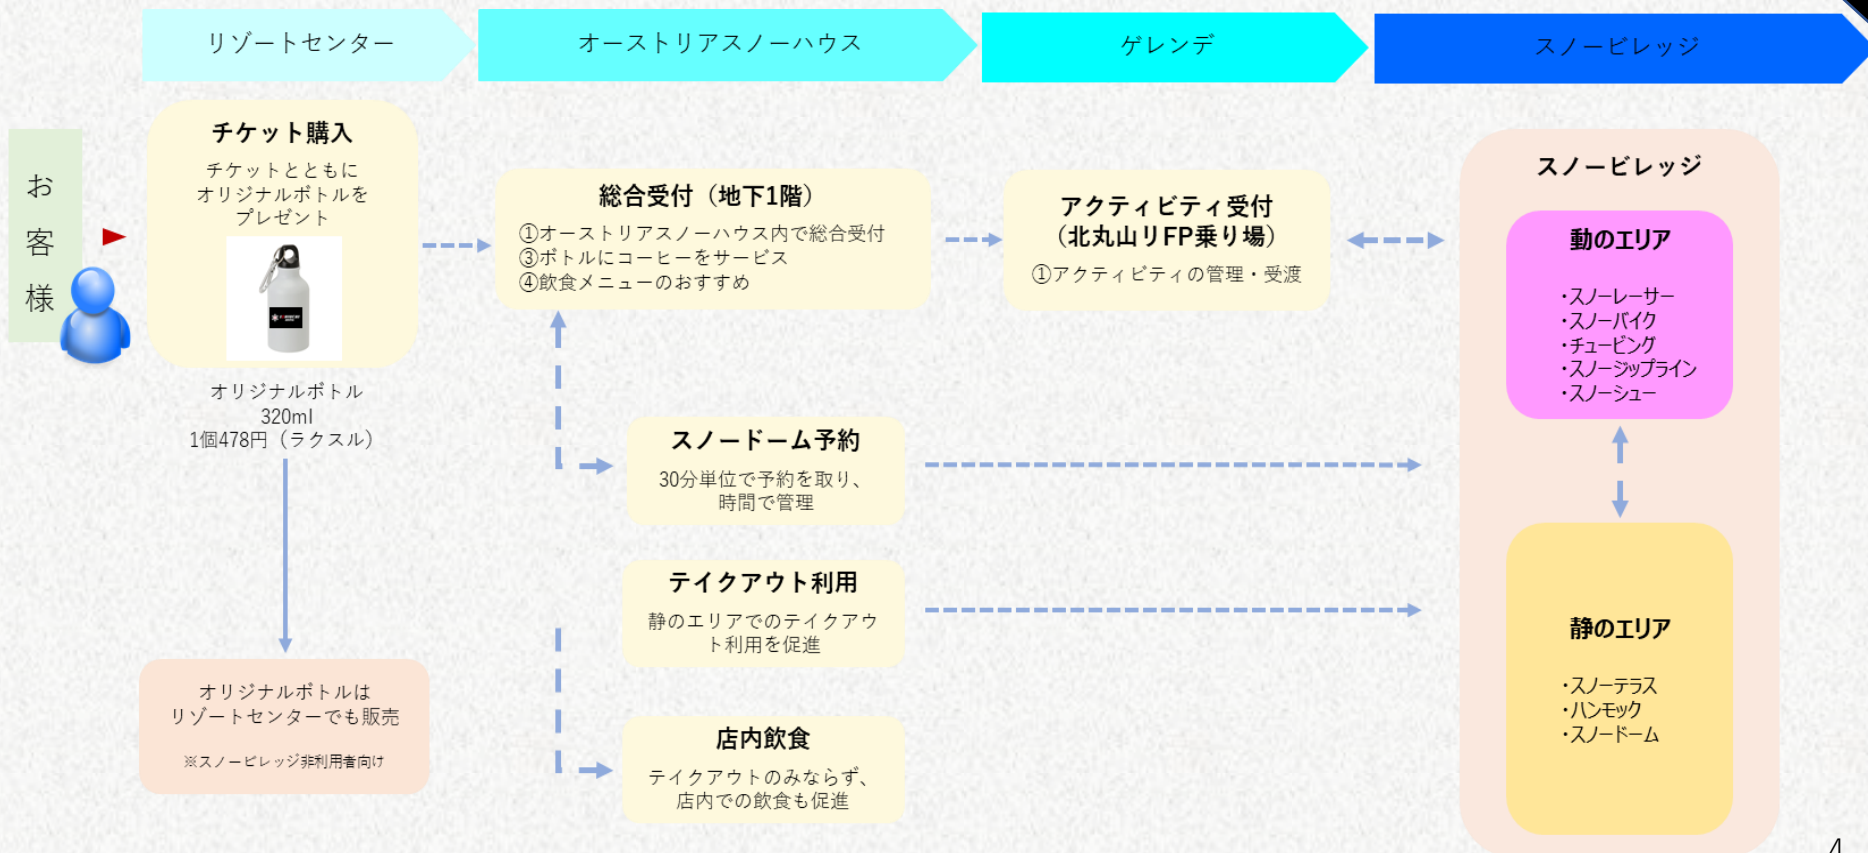 リゾートセンター
オーストリアスノーハウス
ゲレンデ
スノービレッジ
お客様
チケット購入
チケットとともに
オリジナルボトルを
プレゼント
オリジナルボトル
320ml
1個478円（ラクスル）
オリジナルボトルは
リゾートセンターでも販売
※スノービレッジ非利用者向け
総合受付（地下1階）
①オーストリアスノーハウス内で総合受付
③ボトルにコーヒーをサービス
④飲食メニューのおすすめ
スノードーム予約
30分単位で予約を取り、
時間で管理
テイクアウト利用
静のエリアでのテイクアウ
ト利用を促進
店内飲食
テイクアウトのみならず、
店内での飲食も促進
アクティビティ受付
（北丸山リFP乗り場）
①アクティビティの管理・受渡
スノービレッジ
動のエリア
・スノーレーサー
・スノーバイク
・チュービング
・スノージップライン
・スノーシュー
静のエリア
・スノーテラス
・ハンモック
・スノードーム
4